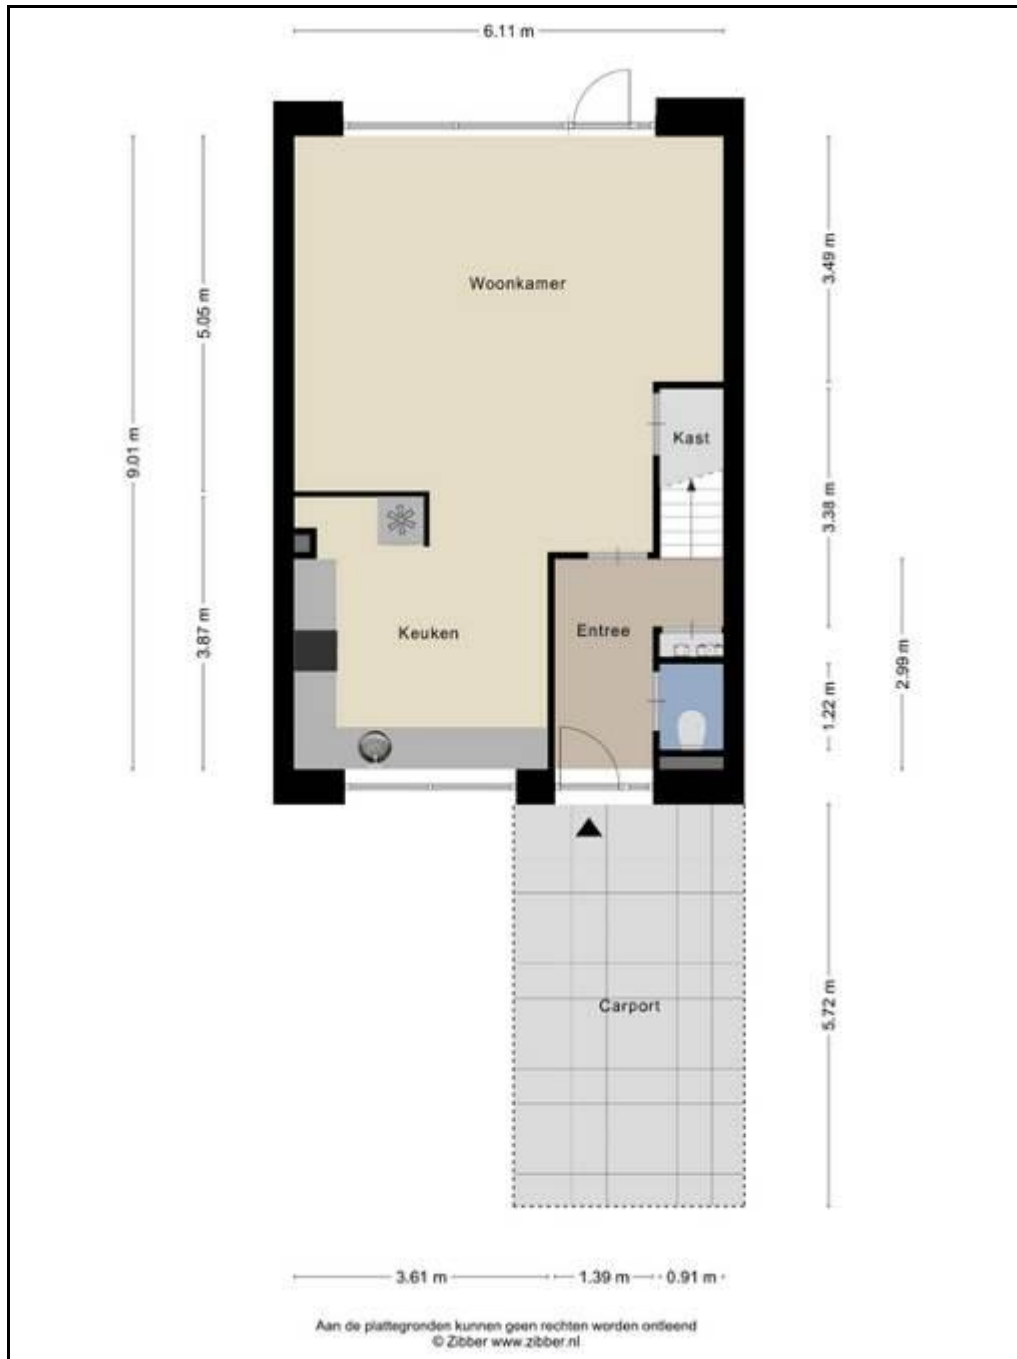 6.11 m
Woonkamer
3.49 m
5.05 m
9.01 m
Kast
3.38 m
Keuken
Entree
3.87 m
2.99 m
1.22 m
Carport
5.72 m
3.61 m
1.39 m
0.91 m
Aan de plattegronden kunnen geen rechten worden ontleend
© Zibber www.zibber.nl